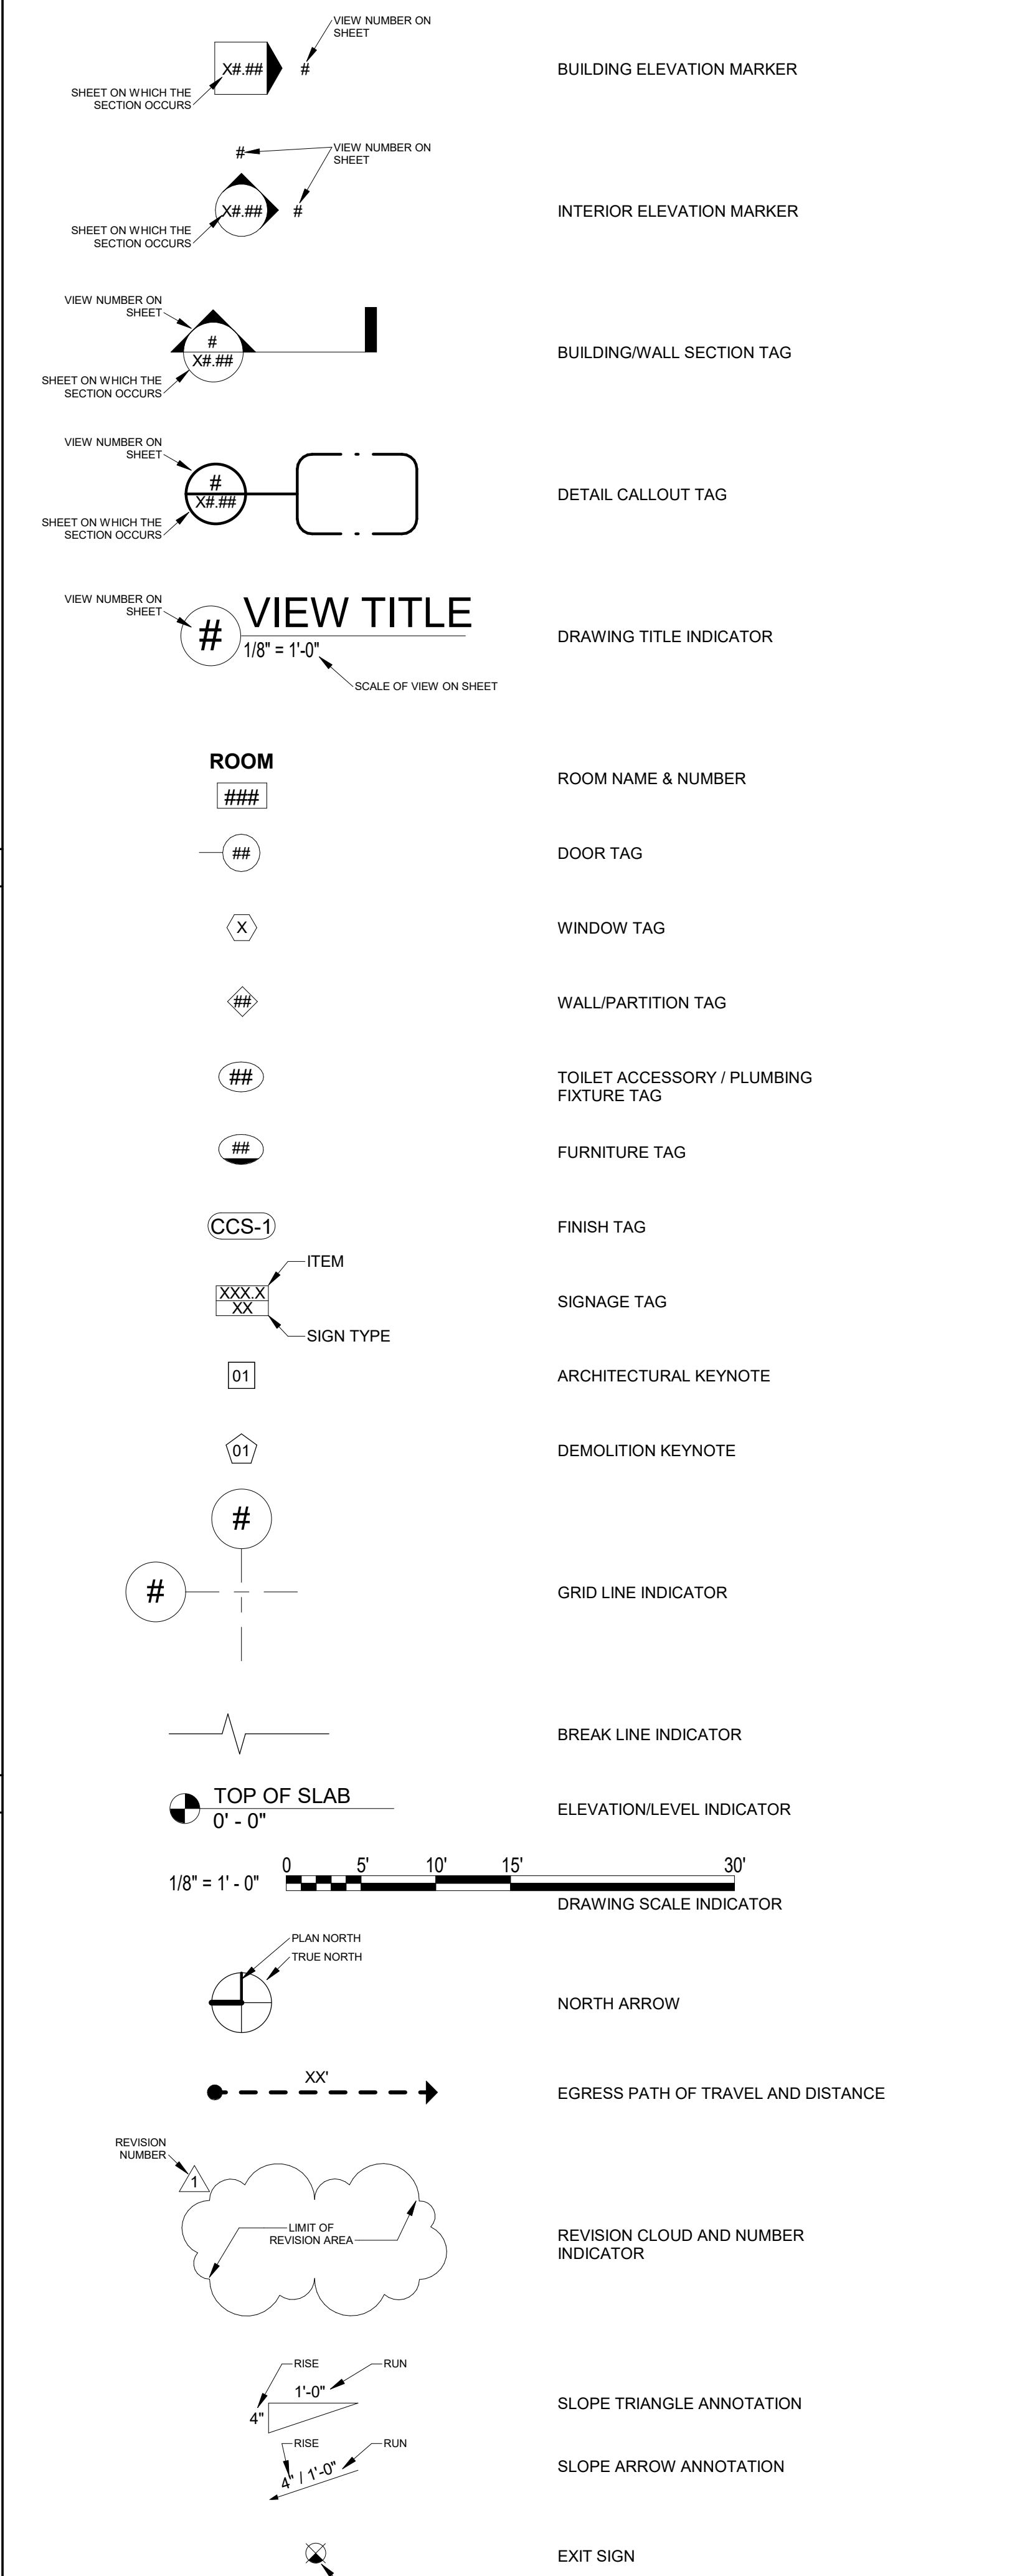 VIEW NUMBER ON
SHEET
X#.##
#
SHEET ON WHICH THE
SECTION OCCURS
BUILDING ELEVATION MARKER
#
VIEW NUMBER ON
SHEET
X#.##
#
SHEET ON WHICH THE
SECTION OCCURS
INTERIOR ELEVATION MARKER
VIEW NUMBER ON
SHEET
#
X#.##
SHEET ON WHICH THE
SECTION OCCURS
BUILDING/WALL SECTION TAG
VIEW NUMBER ON
SHEET
#
X#.##
SHEET ON WHICH THE
SECTION OCCURS
DETAIL CALLOUT TAG
VIEW NUMBER ON
SHEET
#
VIEW TITLE
1/8" = 1'-0"
SCALE OF VIEW ON SHEET
DRAWING TITLE INDICATOR
ROOM
###
ROOM NAME & NUMBER
##
DOOR TAG
X
WINDOW TAG
##
WALL/PARTITION TAG
##
TOILET ACCESSORY / PLUMBING
FIXTURE TAG
##
FURNITURE TAG
CCS-1
FINISH TAG
ITEM
XXX.X
XX
SIGN TYPE
SIGNAGE TAG
01
ARCHITECTURAL KEYNOTE
01
DEMOLITION KEYNOTE
#
#
GRID LINE INDICATOR
BREAK LINE INDICATOR
TOP OF SLAB
0' - 0"
ELEVATION/LEVEL INDICATOR
0 5' 10' 15' 30'
1/8" = 1' - 0"
DRAWING SCALE INDICATOR
PLAN NORTH
TRUE NORTH
NORTH ARROW
XX'
EGRESS PATH OF TRAVEL AND DISTANCE
REVISION
NUMBER
1
LIMIT OF
REVISION AREA
REVISION CLOUD AND NUMBER
INDICATOR
RISE
RUN
1'-0"
4"
SLOPE TRIANGLE ANNOTATION
RISE
RUN
4" / 1'-0"
SLOPE ARROW ANNOTATION
EXIT SIGN